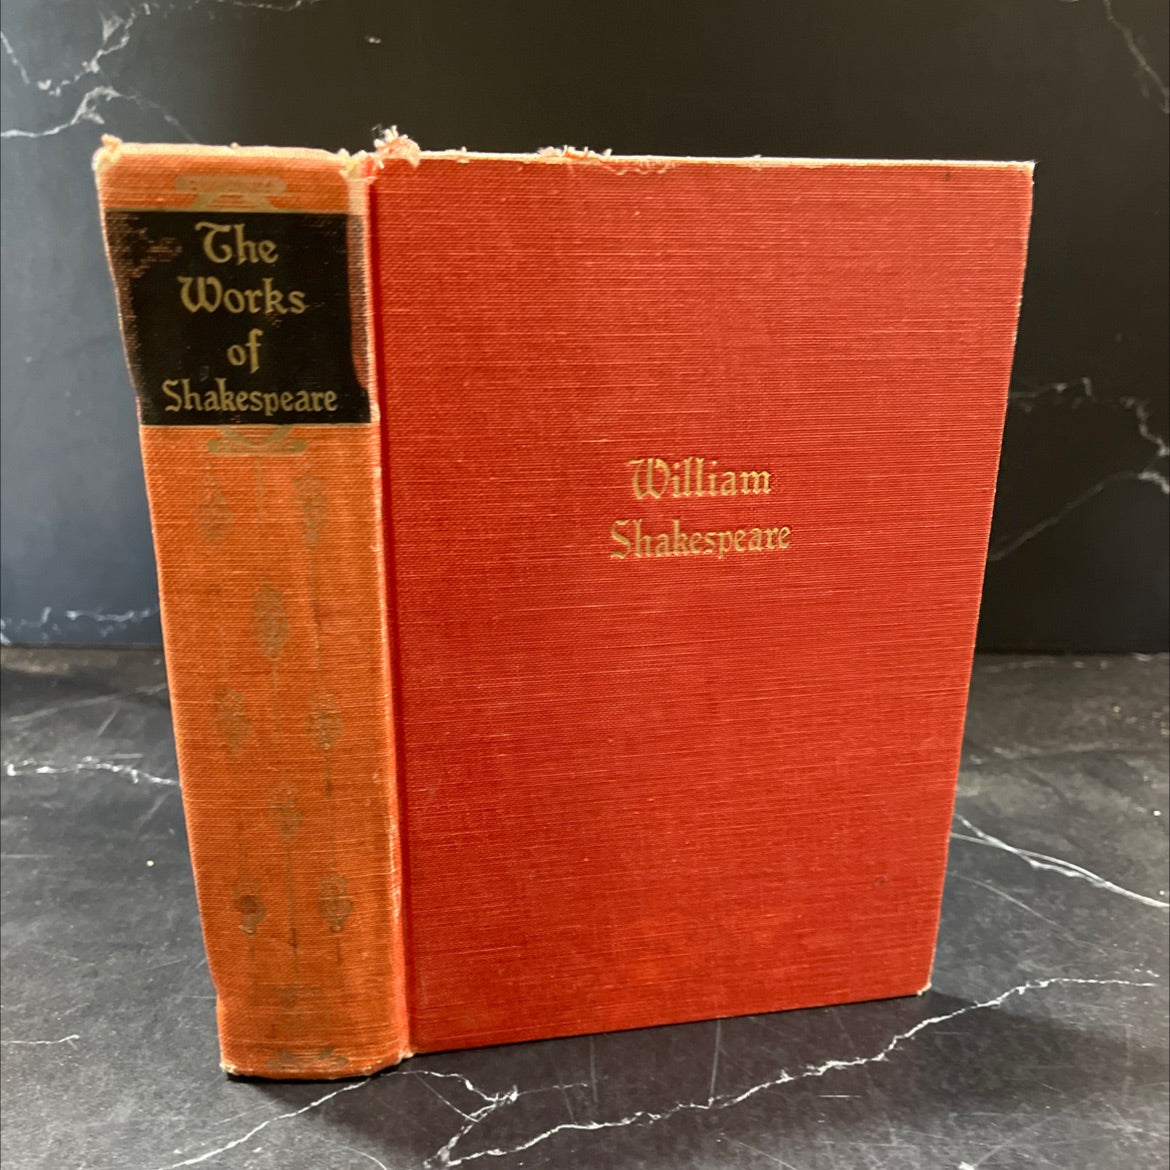 The
Works
of
Shakespeare
William
Shakespeare